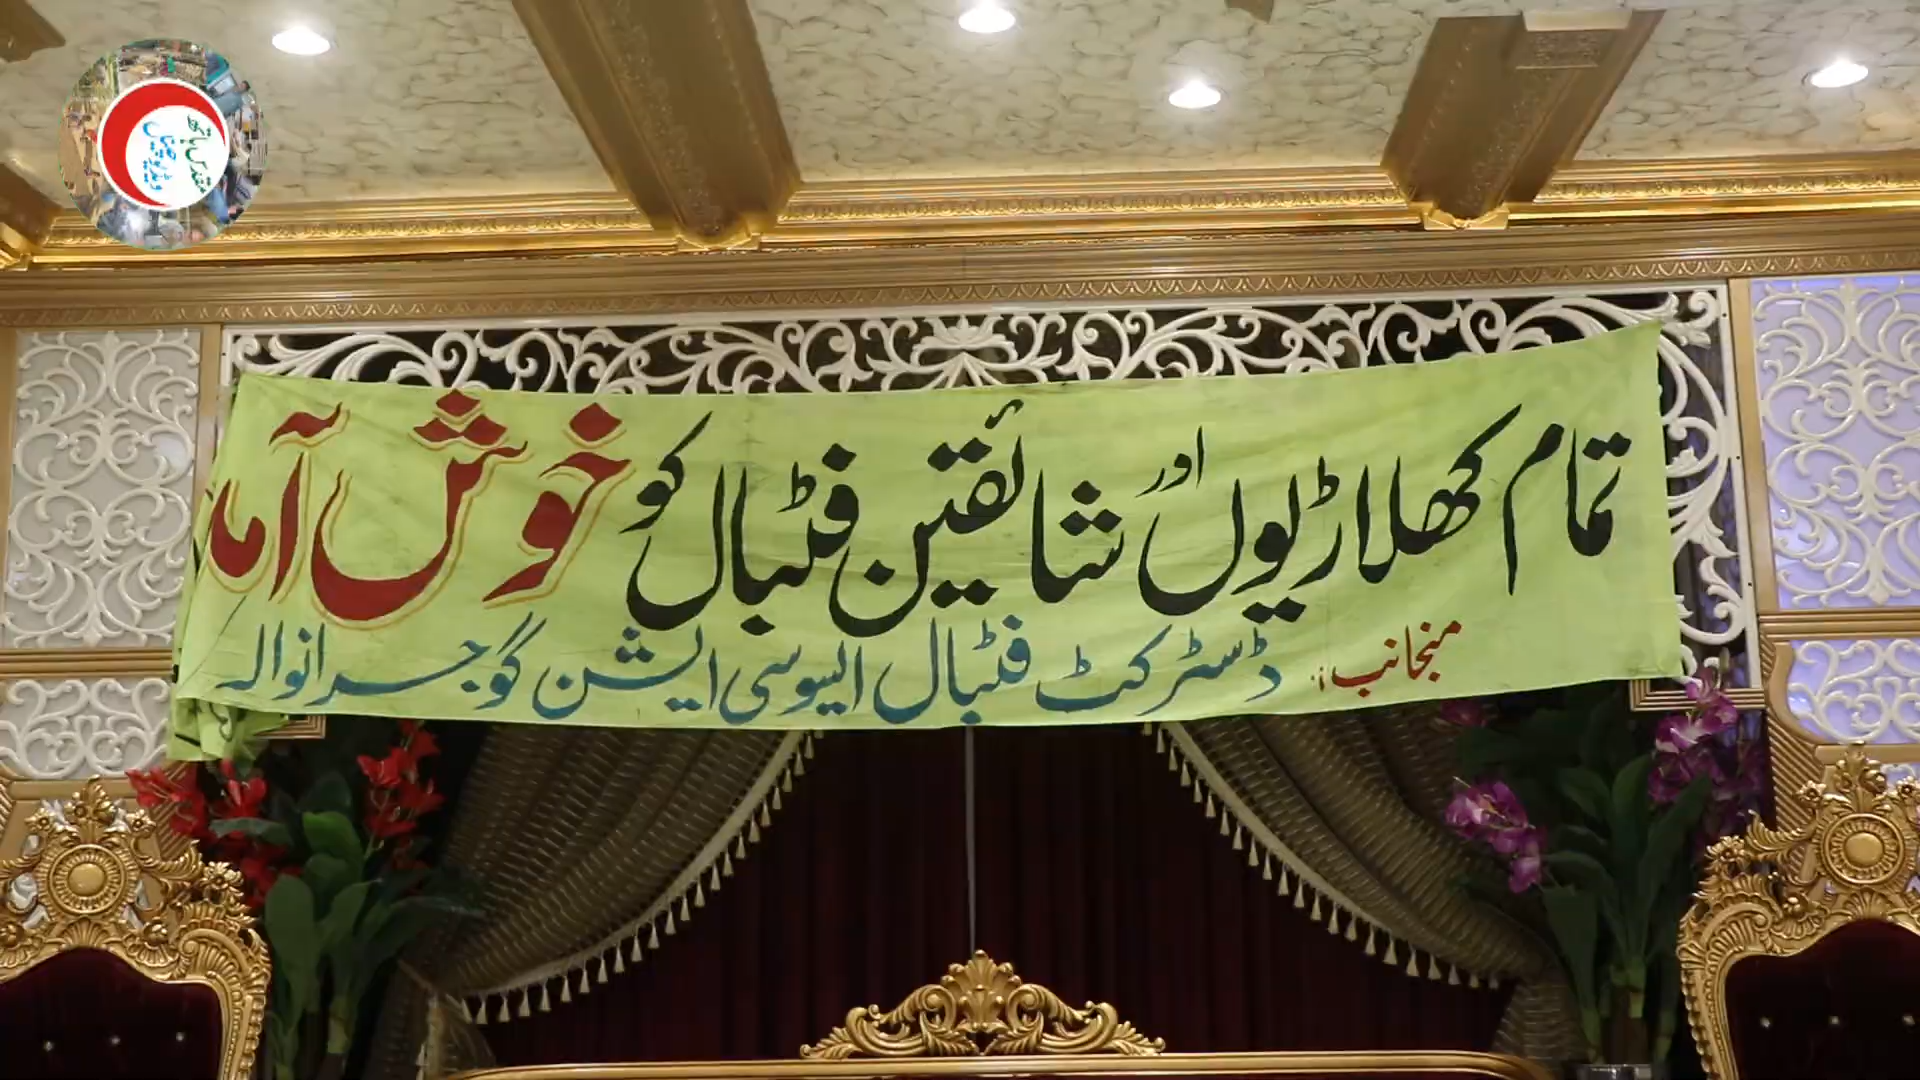 تمام کھلاڑیوں اور شائقین فٹبال کو خوش آمد
منجانب: ڈسٹرکٹ فٹبال ایسوسی ایشن گوجرانوالہ